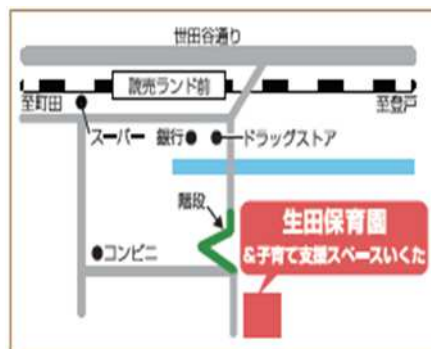 世田谷通り
読売ランド前
至町田
至登戸
スーパー
銀行
ドラッグストア
階段
生田保育園
&子育て支援スペースいくた
コンビニ